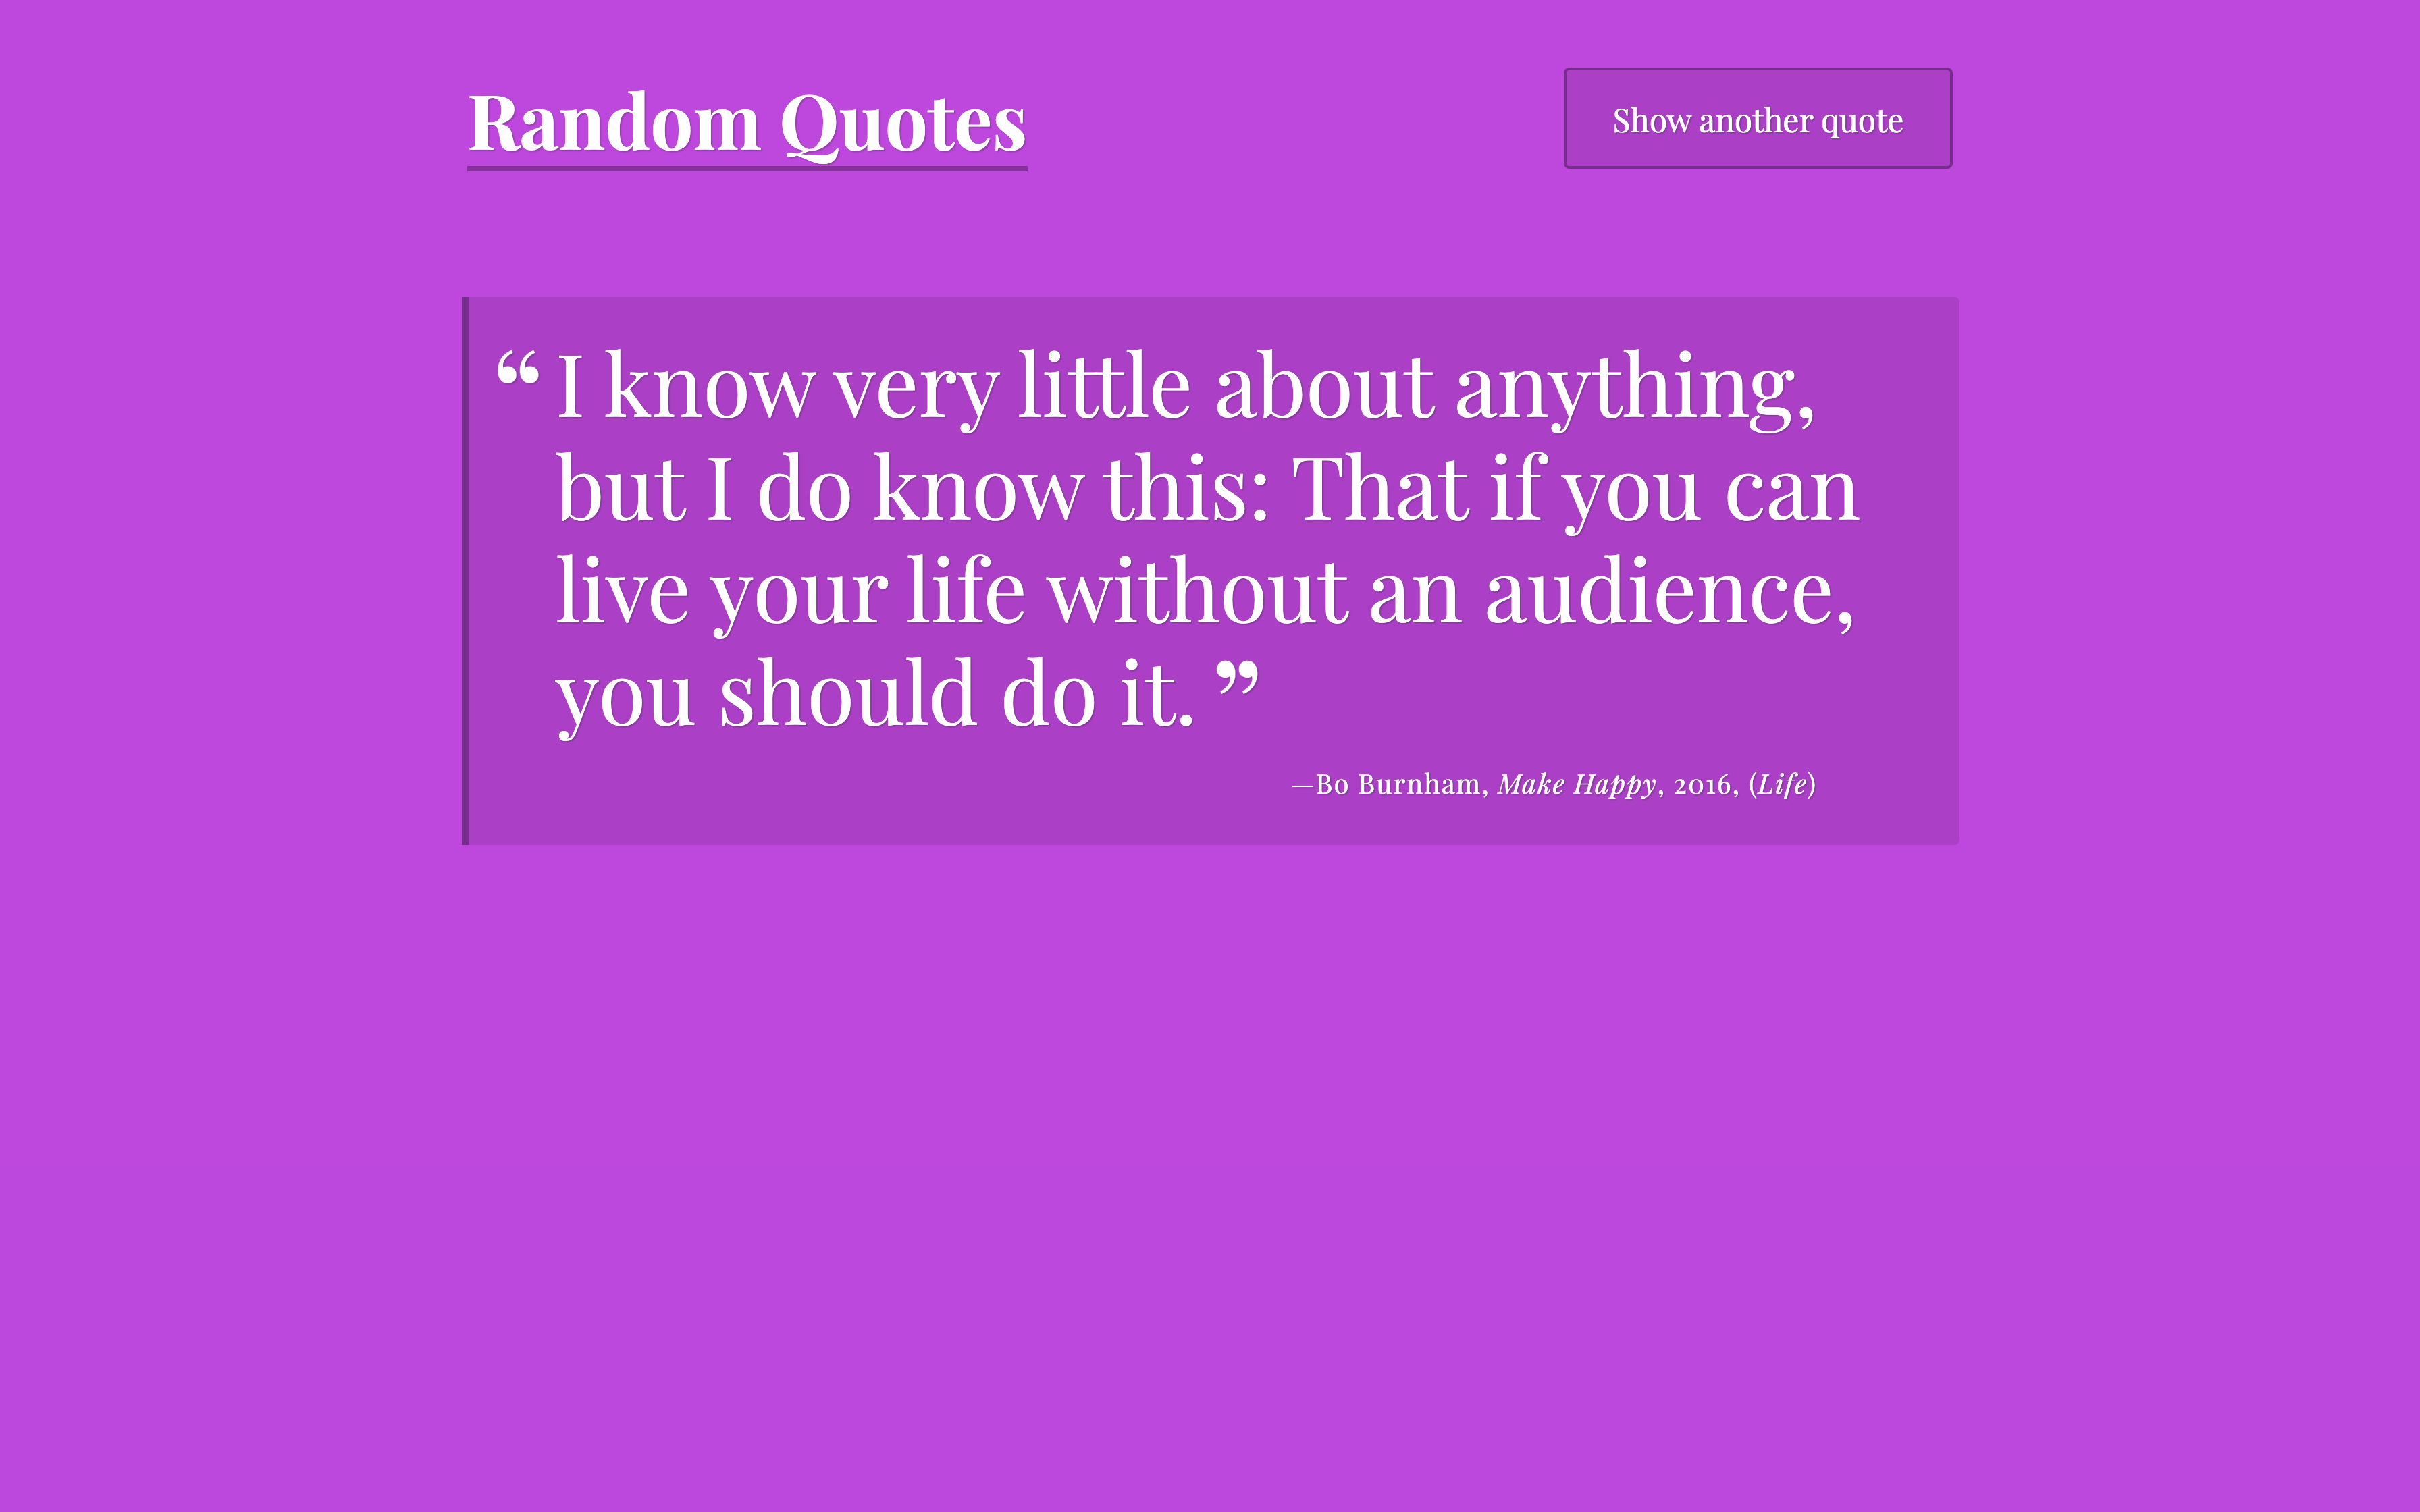 Random Quotes
Show another quote
“ I know very little about anything,
but I do know this: That if you can
live your life without an audience,
you should do it. ”
—Bo Burnham, Make Happy, 2016, (Life)